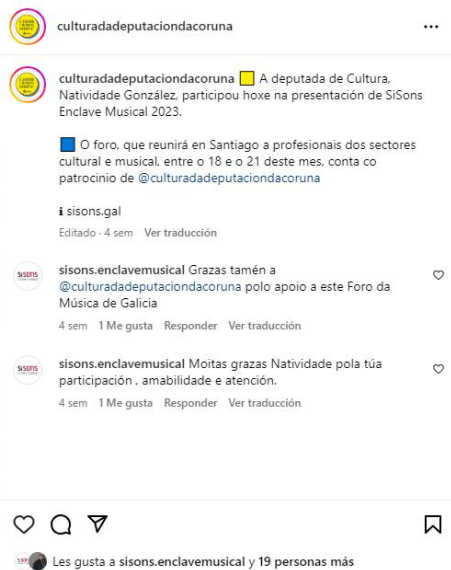 culturadadeputaciondacoruna
culturadadeputaciondacoruna 🟨 A deputada de Cultura,
Natividade González, participou hoxe na presentación de SiSons
Enclave Musical 2023.
🟦 O foro, que reunirá en Santiago a profesionais dos sectores
cultural e musical, entre o 18 e o 21 deste mes, conta co
patrocinio de @culturadadeputaciondacoruna
ℹ sisons.gal
Editado · 4 sem Ver traducción
sisons.enclavemusical Grazas tamén a
@culturadadeputaciondacoruna polo apoio a este Foro da
Música de Galicia
4 sem 1 Me gusta Responder Ver traducción
sisons.enclavemusical Moitas grazas Natividade pola túa
participación , amabilidade e atención.
4 sem 1 Me gusta Responder Ver traducción
Les gusta a sisons.enclavemusical y 19 personas más